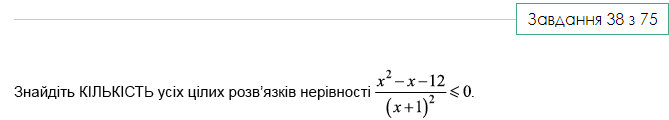 Завдання 38 з 75
Знайдіть КІЛЬКІСТЬ усіх цілих розв'язків нерівності (x² − x − 12)/(x+1)² ⩽ 0.